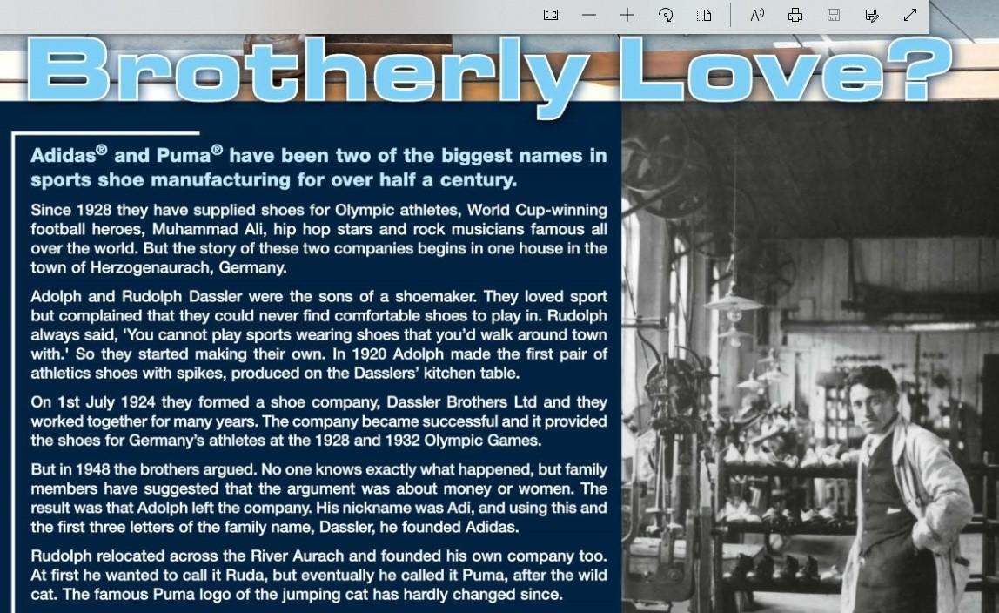 Brotherly Love?
Adidas® and Puma® have been two of the biggest names in
sports shoe manufacturing for over half a century.
Since 1928 they have supplied shoes for Olympic athletes, World Cup-winning
football heroes, Muhammad Ali, hip hop stars and rock musicians famous all
over the world. But the story of these two companies begins in one house in the
town of Herzogenaurach, Germany.
Adolph and Rudolph Dassler were the sons of a shoemaker. They loved sport
but complained that they could never find comfortable shoes to play in. Rudolph
always said, 'You cannot play sports wearing shoes that you'd walk around town
with.' So they started making their own. In 1920 Adolph made the first pair of
athletics shoes with spikes, produced on the Dasslers' kitchen table.
On 1st July 1924 they formed a shoe company, Dassler Brothers Ltd and they
worked together for many years. The company became successful and it provided
the shoes for Germany's athletes at the 1928 and 1932 Olympic Games.
But in 1948 the brothers argued. No one knows exactly what happened, but family
members have suggested that the argument was about money or women. The
result was that Adolph left the company. His nickname was Adi, and using this and
the first three letters of the family name, Dassler, he founded Adidas.
Rudolph relocated across the River Aurach and founded his own company too.
At first he wanted to call it Ruda, but eventually he called it Puma, after the wild
cat. The famous Puma logo of the jumping cat has hardly changed since.